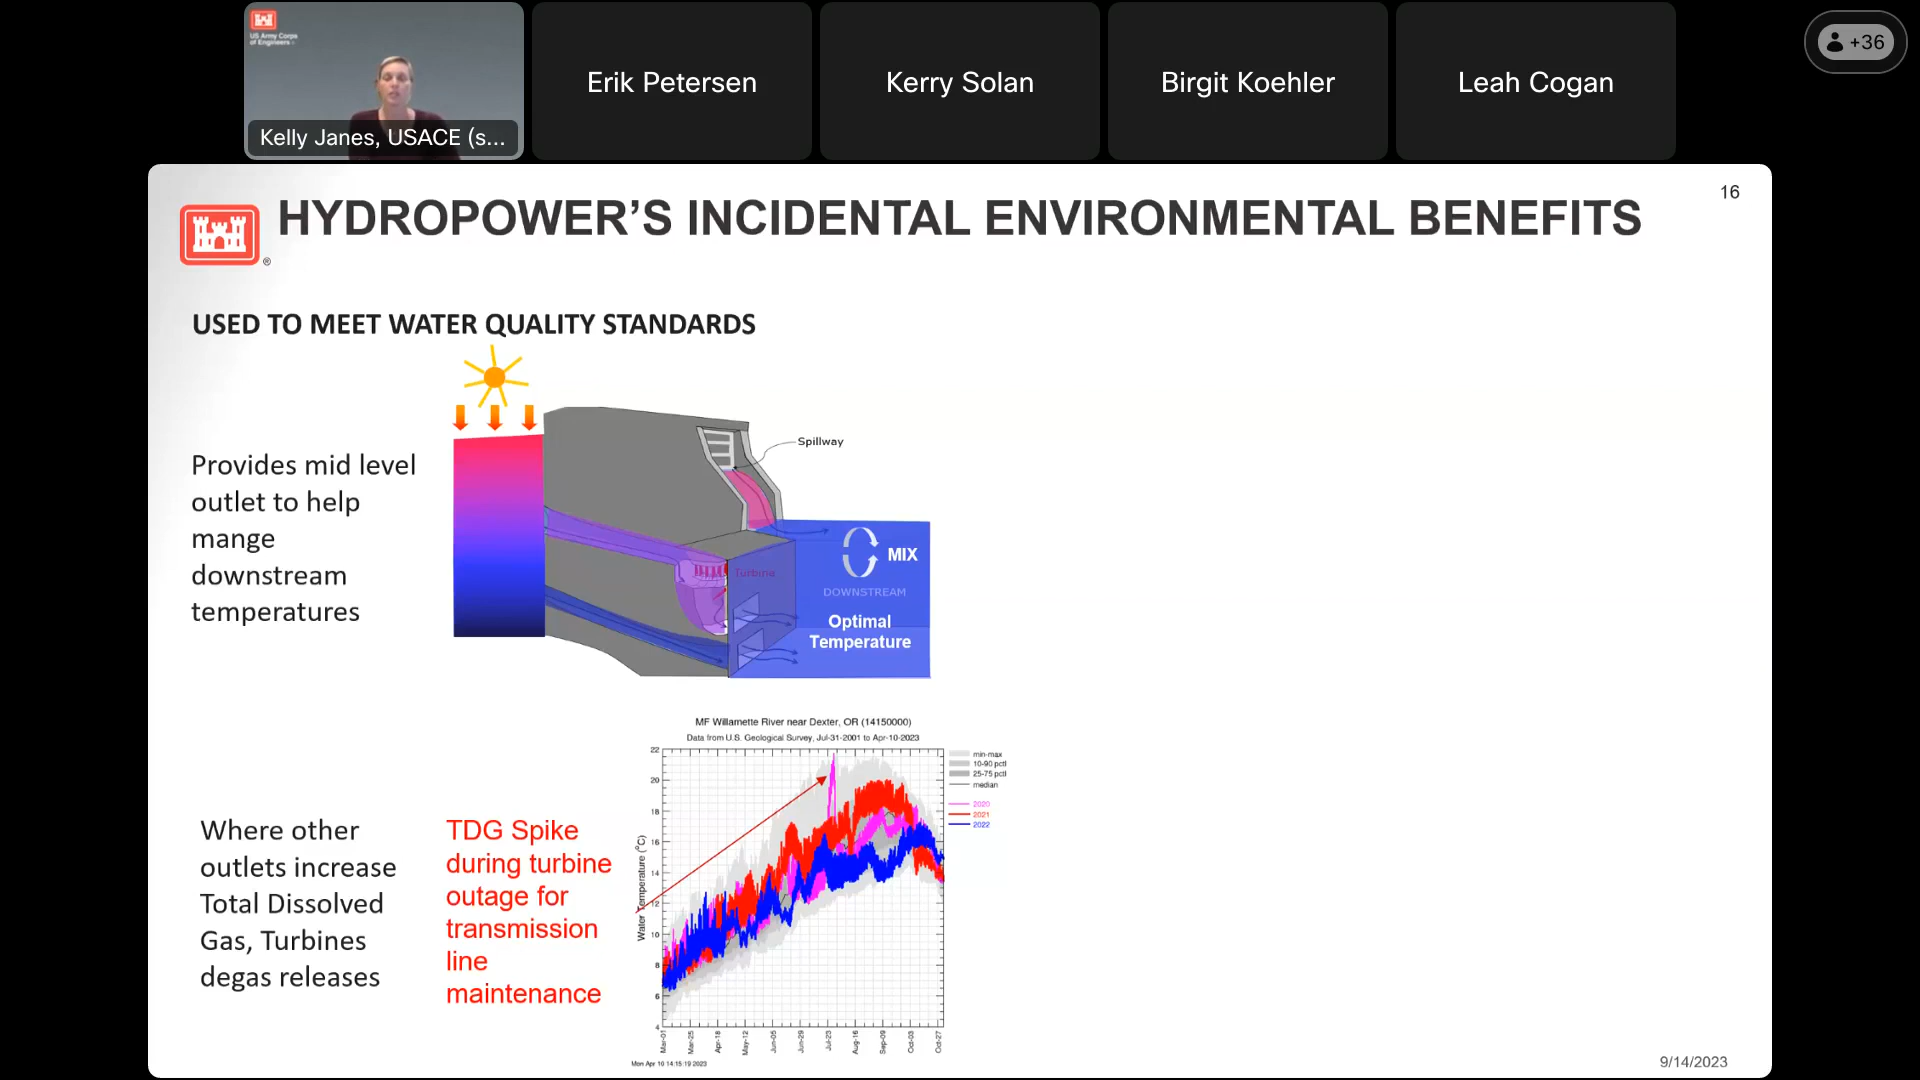 US Army Corps
of Engineers
Kelly Janes, USACE (s...
Erik Petersen
Kerry Solan
Birgit Koehler
Leah Cogan
+36
16
HYDROPOWER'S INCIDENTAL ENVIRONMENTAL BENEFITS
®
USED TO MEET WATER QUALITY STANDARDS
Provides mid level
outlet to help
mange
downstream
temperatures
Spillway
Turbine
MIX
DOWNSTREAM
Optimal
Temperature
Where other
outlets increase
Total Dissolved
Gas, Turbines
degas releases
TDG Spike
during turbine
outage for
transmission
line
maintenance
MF Willamette River near Dexter, OR (14150000)
Data from U.S. Geological Survey, Jul-31-2001 to Apr-10-2023
Water Temperature (°C)
22
20
18
16
14
12
10
8
6
4
Mar-01
Mar-25
Apr-18
May-12
Jun-05
Jun-29
Jul-23
Aug-16
Sep-09
Oct-03
Oct-27
min-max
10-90 pctl
25-75 pctl
median
2020
2021
2022
Mon Apr 10 14:15:19 2023
9/14/2023